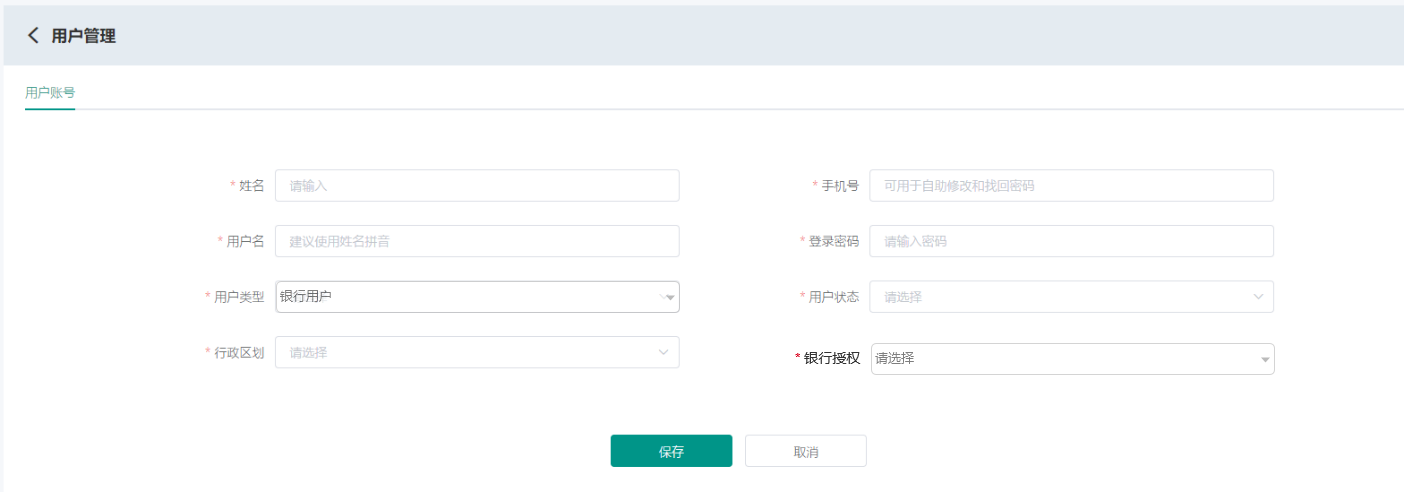 用户管理
用户账号
* 姓名 请输入 * 手机号 可用于自助修改和找回密码
* 用户名 建议使用姓名拼音 * 登录密码 请输入密码
* 用户类型 银行用户 * 用户状态 请选择
* 行政区划 请选择 * 银行授权 请选择
保存 取消